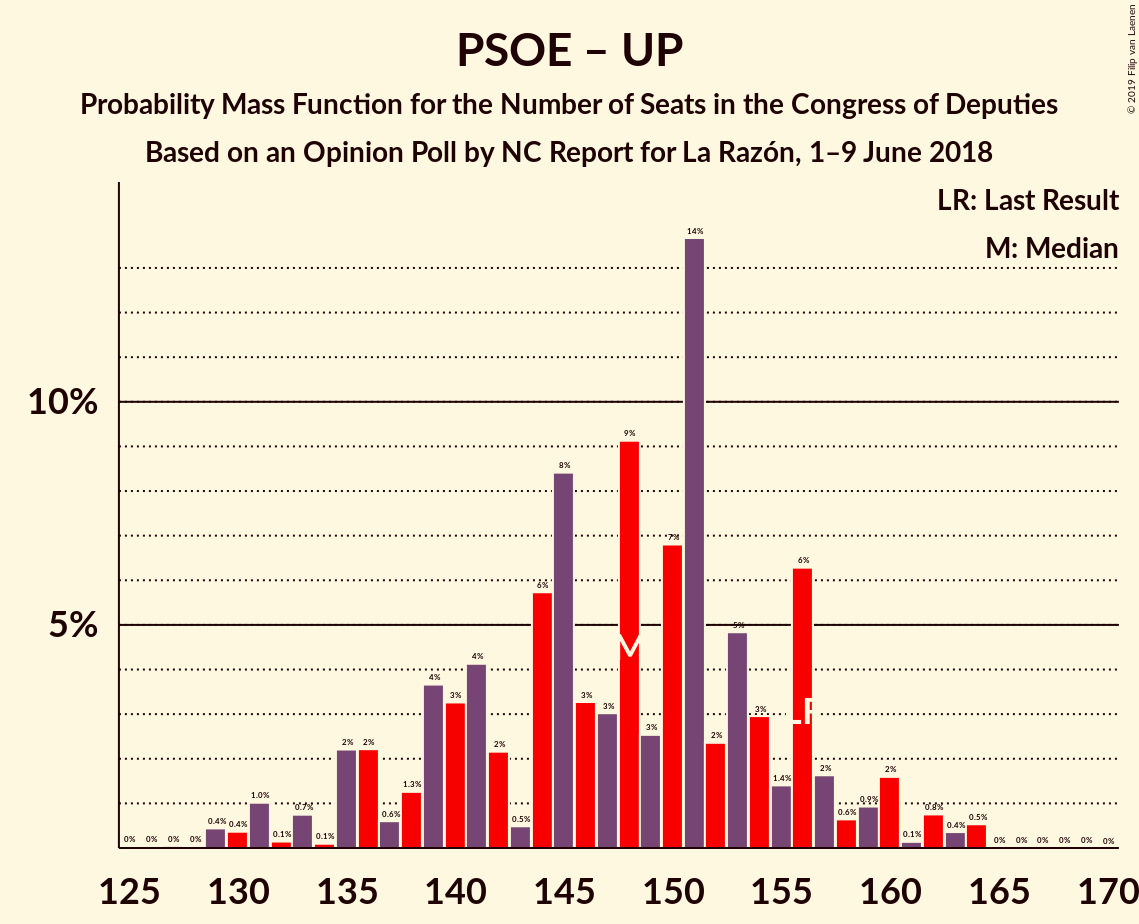 PSOE – UP
Probability Mass Function for the Number of Seats in the Congress of Deputies
Based on an Opinion Poll by NC Report for La Razón, 1–9 June 2018
© 2019 Filip van Laenen
LR: Last Result
M: Median
10%
5%
0% 0% 0% 0% 0.4% 0.4% 1.0% 0.1% 0.7% 0.1% 2% 2% 0.6% 1.3% 4% 3% 4% 2% 0.5% 6% 8% 3% 3% 9% 3% 7% 14% 2% 5% 3% 1.4% 6% 2% 0.6% 0.9% 2% 0.1% 0.8% 0.4% 0.5% 0% 0% 0% 0% 0% 0%
M
LR
125 130 135 140 145 150 155 160 165 170